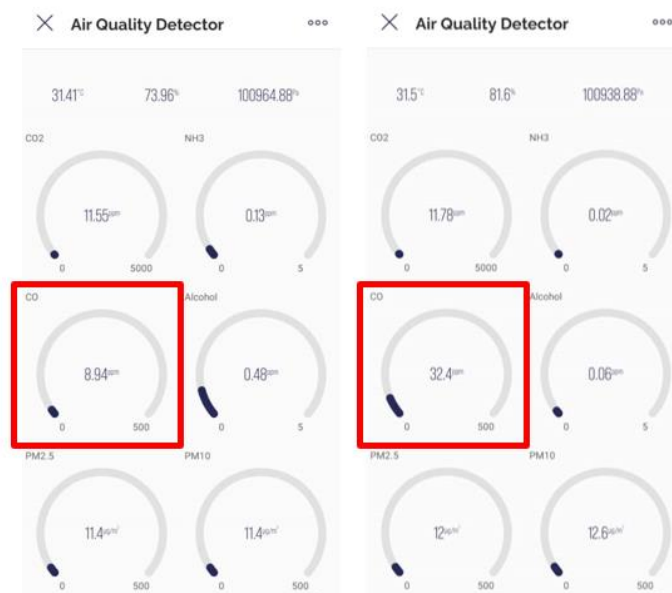 Air Quality Detector
31.41°C 73.96% 100964.88Pa
CO2 NH3
11.55ppm 0.13ppm
0 5000 0 5
CO Alcohol
8.94ppm 0.48ppm
0 500 0 5
PM2.5 PM10
11.4μg/m³ 11.4μg/m³
0 500 0 500
Air Quality Detector
31.5°C 81.6% 100938.88Pa
CO2 NH3
11.78ppm 0.02ppm
0 5000 0 5
CO Alcohol
32.4ppm 0.06ppm
0 500 0 5
PM2.5 PM10
12μg/m³ 12.6μg/m³
0 500 0 500